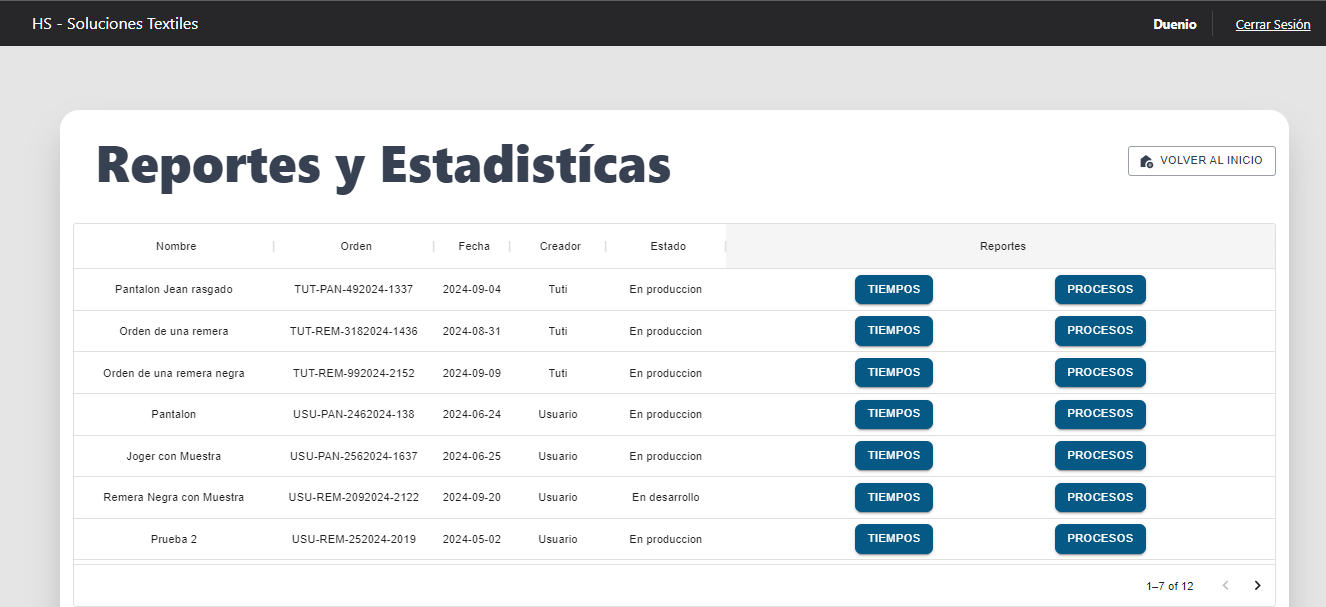 HS - Soluciones Textiles Duenio Cerrar Sesión
Reportes y Estadistícas VOLVER AL INICIO
Nombre Orden Fecha Creador Estado Reportes
Pantalon Jean rasgado TUT-PAN-492024-1337 2024-09-04 Tuti En produccion TIEMPOS PROCESOS
Orden de una remera TUT-REM-3182024-1436 2024-08-31 Tuti En produccion TIEMPOS PROCESOS
Orden de una remera negra TUT-REM-992024-2152 2024-09-09 Tuti En produccion TIEMPOS PROCESOS
Pantalon USU-PAN-2462024-138 2024-06-24 Usuario En produccion TIEMPOS PROCESOS
Joger con Muestra USU-PAN-2562024-1637 2024-06-25 Usuario En produccion TIEMPOS PROCESOS
Remera Negra con Muestra USU-REM-2092024-2122 2024-09-20 Usuario En desarrollo TIEMPOS PROCESOS
Prueba 2 USU-REM-252024-2019 2024-05-02 Usuario En produccion TIEMPOS PROCESOS
1–7 of 12